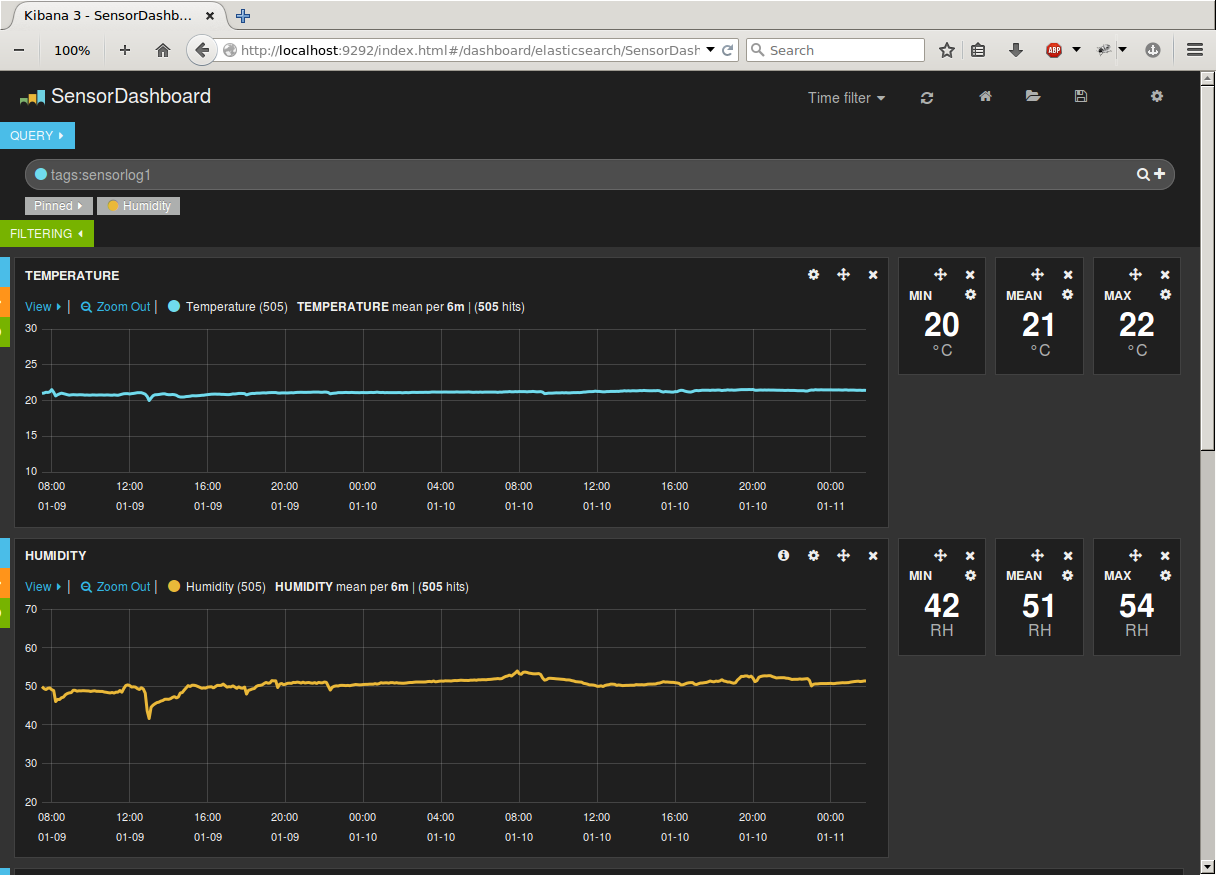 Kibana 3 - SensorDashb...
100%
http://localhost:9292/index.html#/dashboard/elasticsearch/SensorDash
Search
ABP
SensorDashboard
Time filter
QUERY
tags:sensorlog1
Pinned
Humidity
FILTERING
TEMPERATURE
View | Zoom Out | Temperature (505) TEMPERATURE mean per 6m | (505 hits)
30
25
20
15
10
08:00 12:00 16:00 20:00 00:00 04:00 08:00 12:00 16:00 20:00 00:00
01-09 01-09 01-09 01-09 01-10 01-10 01-10 01-10 01-10 01-10 01-11
MIN
20
°C
MEAN
21
°C
MAX
22
°C
HUMIDITY
View | Zoom Out | Humidity (505) HUMIDITY mean per 6m | (505 hits)
70
60
50
40
30
20
08:00 12:00 16:00 20:00 00:00 04:00 08:00 12:00 16:00 20:00 00:00
01-09 01-09 01-09 01-09 01-10 01-10 01-10 01-10 01-10 01-10 01-11
MIN
42
RH
MEAN
51
RH
MAX
54
RH